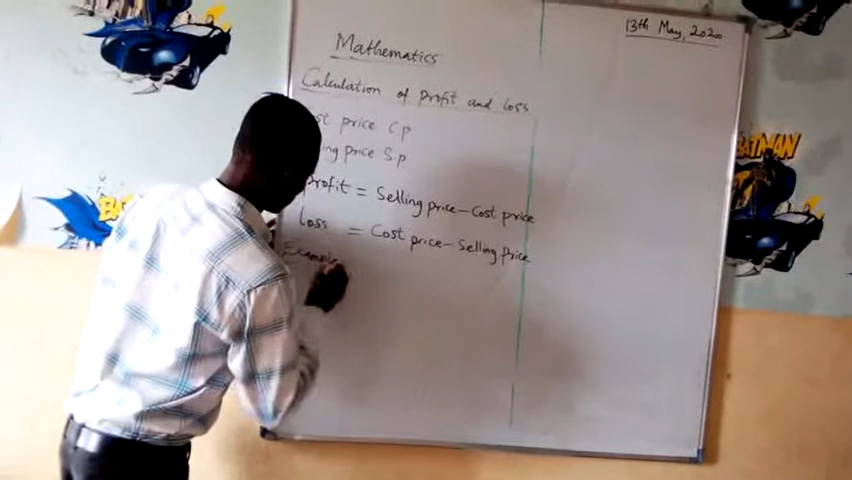 13th May, 2020
Mathematics
Calculation of profit and loss
price C.p
price S.p
profit = Selling price - Cost price
Loss = Cost price - Selling price
Example
BATMAN